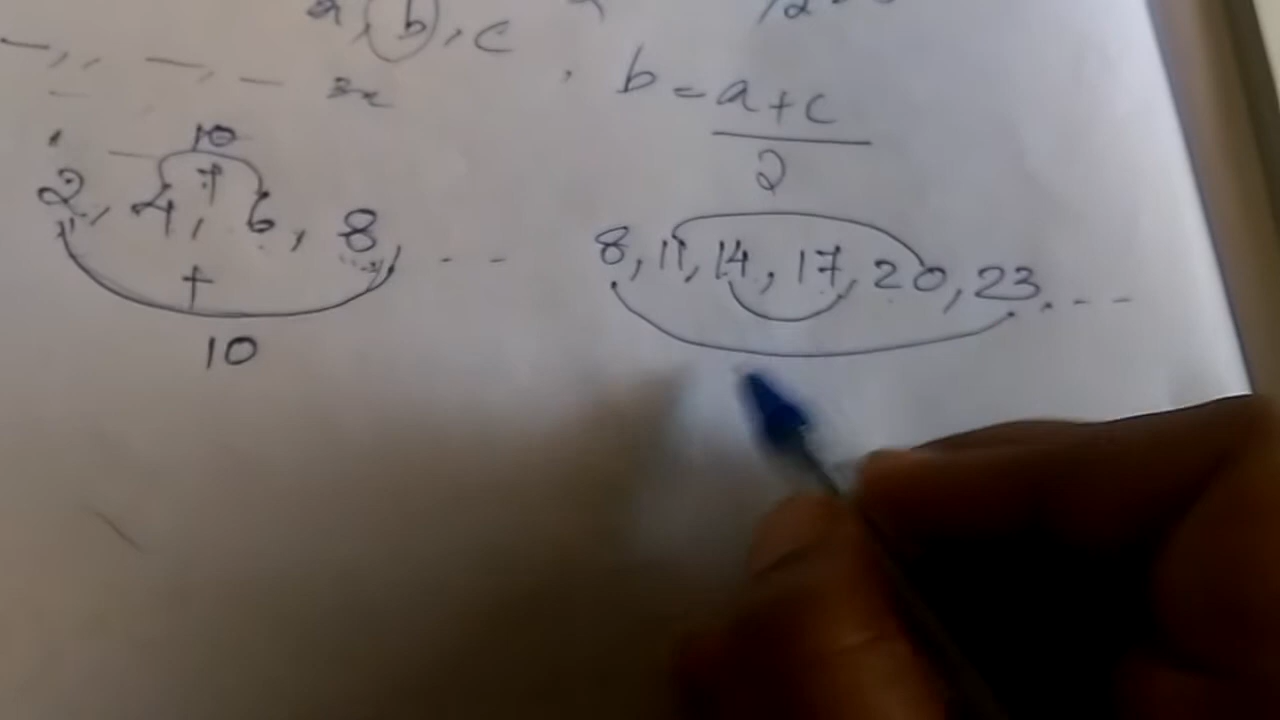 a, b, c
b = a + c
2
10
+
2, 4, 6, 8, - - -
+
10
8, 11, 14, 17, 20, 23, - - -